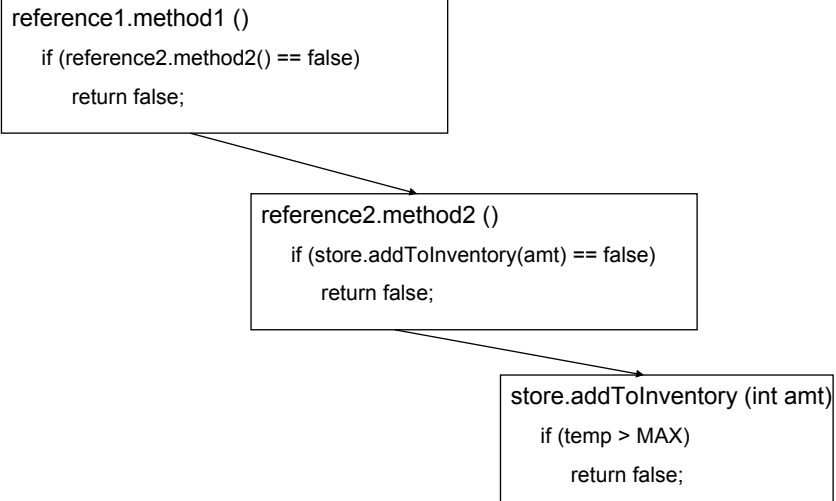 reference1.method1 ()
if (reference2.method2() == false)
return false;
reference2.method2 ()
if (store.addToInventory(amt) == false)
return false;
store.addToInventory (int amt)
if (temp > MAX)
return false;